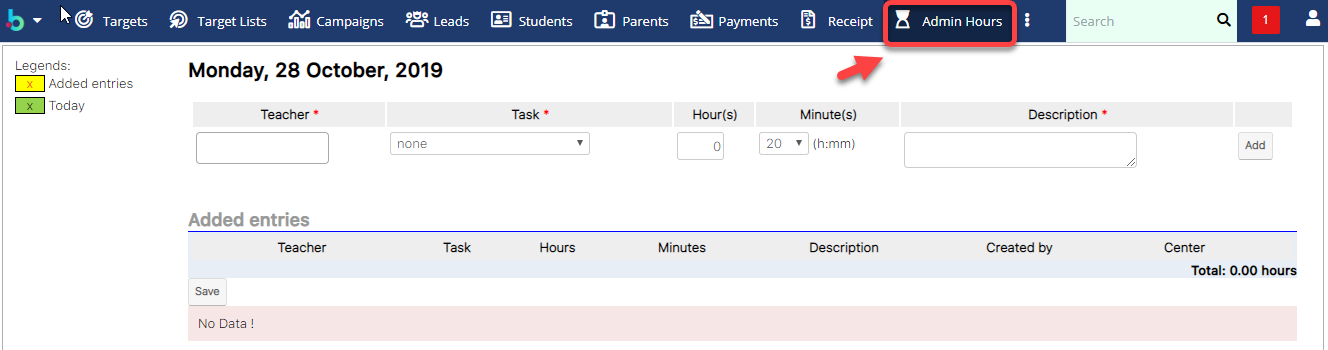 Targets Target Lists Campaigns Leads Students Parents Payments Receipt Admin Hours Search 1
Legends:
x Added entries
x Today
Monday, 28 October, 2019
Teacher * Task * Hour(s) Minute(s) Description *
none 0 20 (h:mm) Add
Added entries
Teacher Task Hours Minutes Description Created by Center
Total: 0.00 hours
Save
No Data !